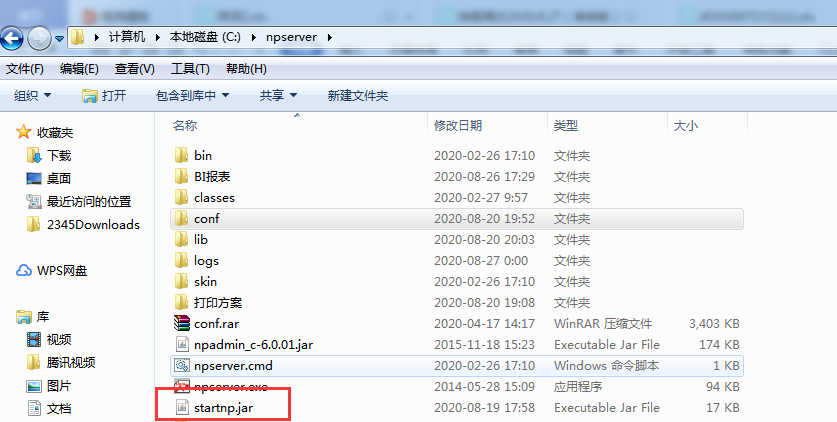 计算机 本地磁盘 (C:) npserver
文件(F) 编辑(E) 查看(V) 工具(T) 帮助(H)
组织 打开 包含到库中 共享 新建文件夹
收藏夹
下载
桌面
最近访问的位置
2345Downloads
WPS网盘
库
视频
腾讯视频
图片
文档
名称 修改日期 类型 大小
bin 2020-02-26 17:10 文件夹
BI报表 2020-08-26 17:29 文件夹
classes 2020-02-27 9:57 文件夹
conf 2020-08-20 19:52 文件夹
lib 2020-08-20 20:03 文件夹
logs 2020-08-27 0:00 文件夹
skin 2020-02-26 17:10 文件夹
打印方案 2020-08-20 19:08 文件夹
conf.rar 2020-04-17 14:17 WinRAR 压缩文件 3,403 KB
npadmin_c-6.0.01.jar 2015-11-18 15:23 Executable Jar File 174 KB
npserver.cmd 2020-02-26 17:10 Windows 命令脚本 1 KB
npserver.exe 2014-05-28 15:09 应用程序 94 KB
startnp.jar 2020-08-19 17:58 Executable Jar File 17 KB